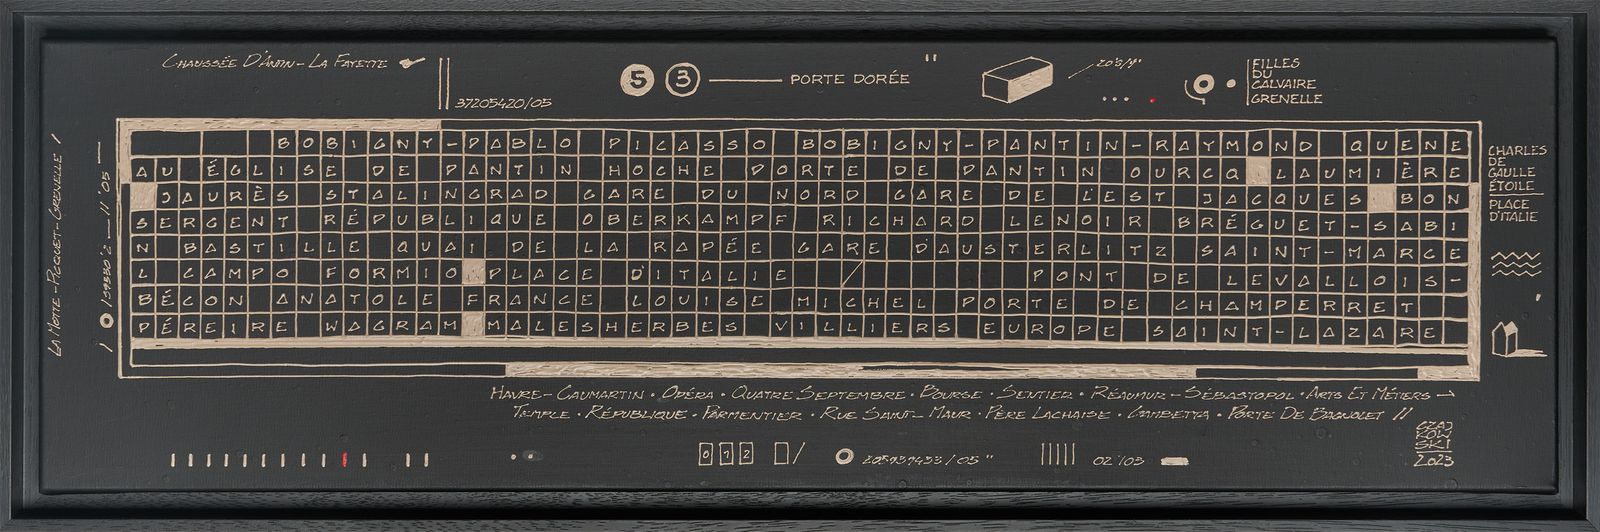 CHAUSSÉE D'ANTIN-LA FAYETTE
37205420/05
5 3 PORTE DORÉE "
FILLES
DU
CALVAIRE
GRENELLE
LA MOTTE-PICQUET-GRENELLE /
BOBIGNY-PABLO PICASSO BOBIGNY-PANTIN-RAYMOND QUENE
AU ÉGLISE DE PANTIN HOCHE PORTE DE PANTIN OURCQ LAUMIÈRE
JAURÈS STALINGRAD GARE DU NORD GARE DE L'EST JACQUES BON
SERGENT RÉPUBLIQUE OBERKAMPF RICHARD LENOIR BRÉGUET-SABI
N BASTILLE QUAI DE LA RAPÉE GARE D'AUSTERLITZ SAINT-MARCE
L CAMPO FORMIO PLACE D'ITALIE / PONT DE LEVALLOIS-
BÉCON ANATOLE FRANCE LOUISE MICHEL PORTE DE CHAMPERRET
PÉREIRE WAGRAM MALESHERBES VILLIERS EUROPE SAINT-LAZARE
CHARLES
DE
GAULLE
ÉTOILE
PLACE
D'ITALIE
HAVRE-CAUMARTIN · OPÉRA · QUATRE SEPTEMBRE · BOURSE · SENTIER · RÉAUMUR-SÉBASTOPOL · ARTS ET MÉTIERS →
TEMPLE · RÉPUBLIQUE · PARMENTIER · RUE SAINT-MAUR · PÈRE LACHAISE · GAMBETTA · PORTE DE BAGNOLET //
0 1 2
02'/03
CZAJ
KOW
SKI
2023